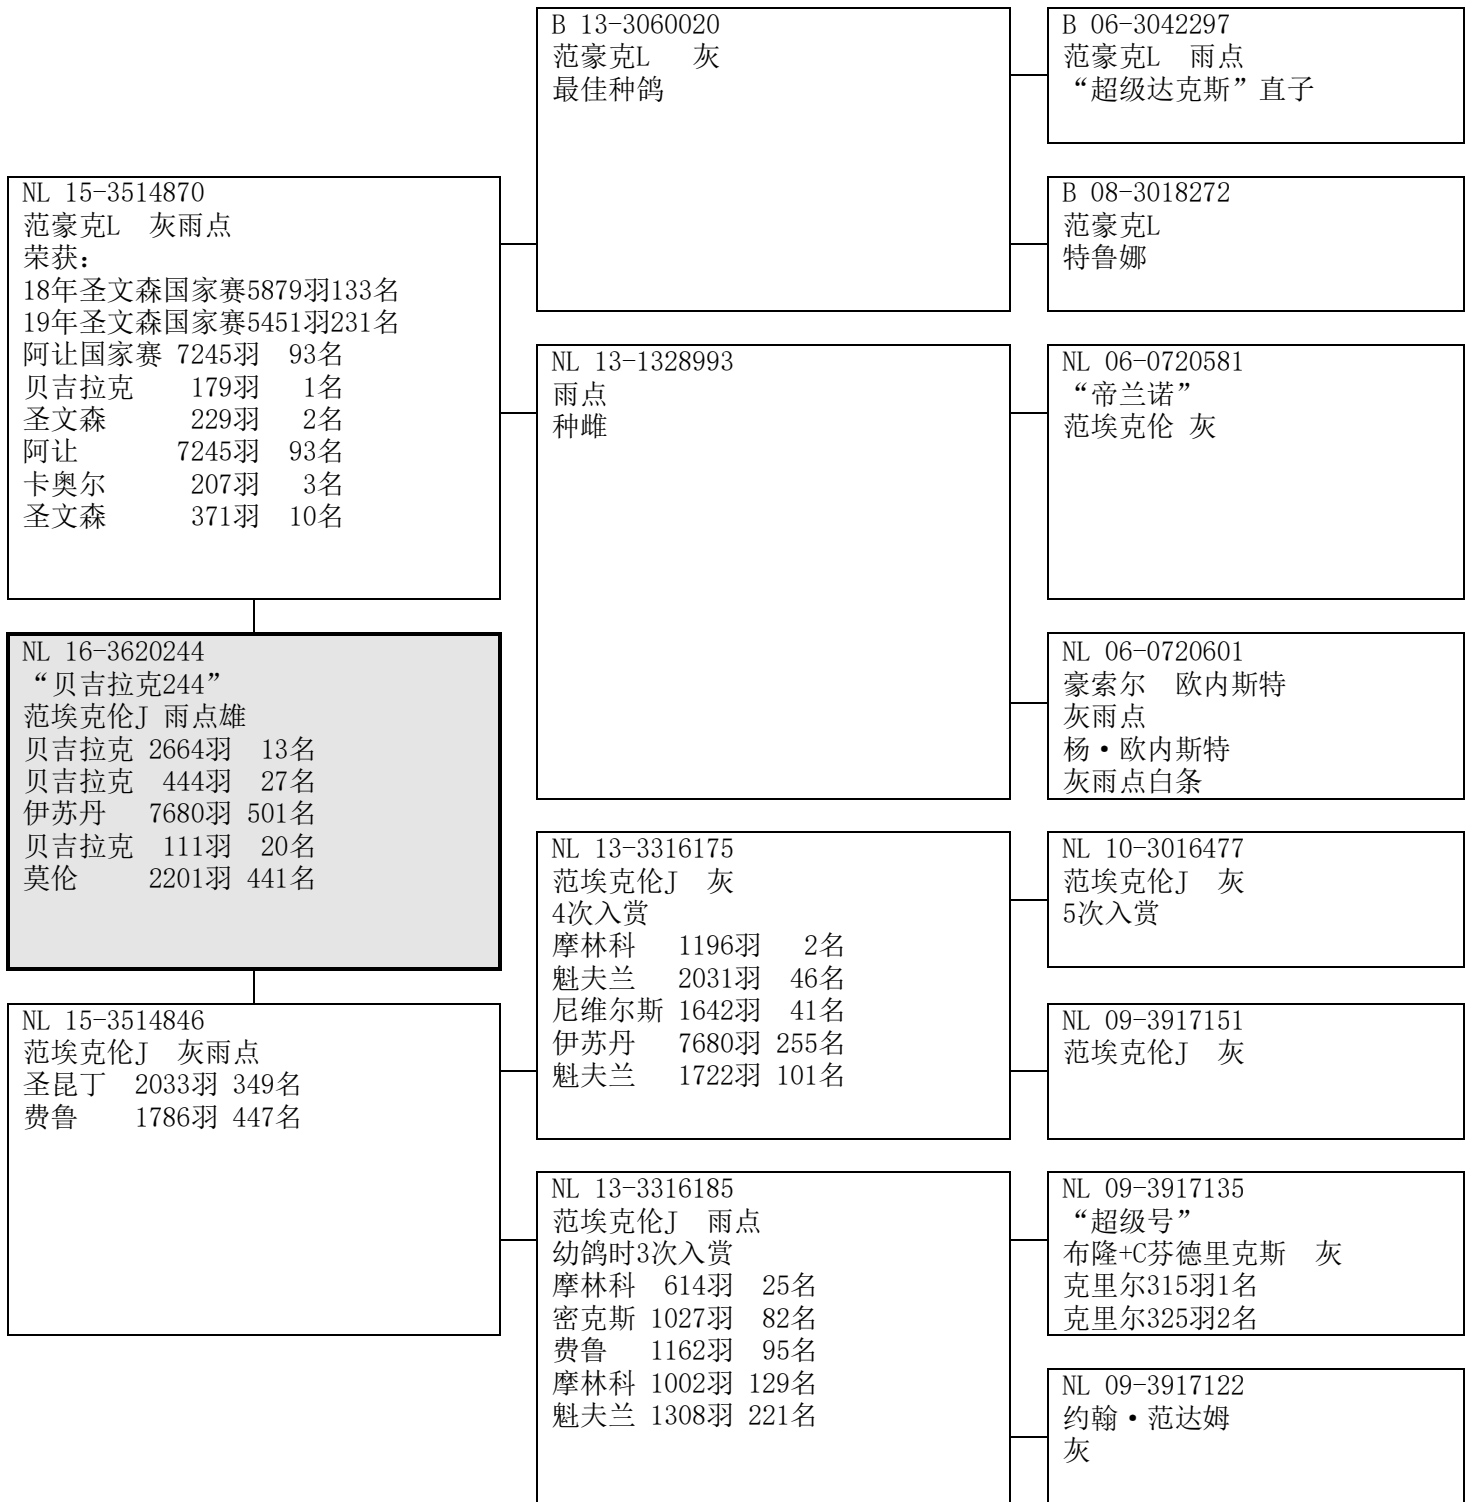 NL 15-3514870
范豪克L 灰雨点
荣获:
18年圣文森国家赛5879羽133名
19年圣文森国家赛5451羽231名
阿让国家赛 7245羽 93名
贝吉拉克 179羽 1名
圣文森 229羽 2名
阿让 7245羽 93名
卡奥尔 207羽 3名
圣文森 371羽 10名
NL 16-3620244
“贝吉拉克244”
范埃克伦J 雨点雄
贝吉拉克 2664羽 13名
贝吉拉克 444羽 27名
伊苏丹 7680羽 501名
贝吉拉克 111羽 20名
莫伦 2201羽 441名
NL 15-3514846
范埃克伦J 灰雨点
圣昆丁 2033羽 349名
费鲁 1786羽 447名
B 13-3060020
范豪克L 灰
最佳种鸽
NL 13-1328993
雨点
种雌
NL 13-3316175
范埃克伦J 灰
4次入赏
摩林科 1196羽 2名
魁夫兰 2031羽 46名
尼维尔斯 1642羽 41名
伊苏丹 7680羽 255名
魁夫兰 1722羽 101名
NL 13-3316185
范埃克伦J 雨点
幼鸽时3次入赏
摩林科 614羽 25名
密克斯 1027羽 82名
费鲁 1162羽 95名
摩林科 1002羽 129名
魁夫兰 1308羽 221名
B 06-3042297
范豪克L 雨点
“超级达克斯”直子
B 08-3018272
范豪克L
特鲁娜
NL 06-0720581
“帝兰诺”
范埃克伦 灰
NL 06-0720601
豪索尔 欧内斯特
灰雨点
杨·欧内斯特
灰雨点白条
NL 10-3016477
范埃克伦J 灰
5次入赏
NL 09-3917151
范埃克伦J 灰
NL 09-3917135
“超级号”
布隆+C芬德里克斯 灰
克里尔315羽1名
克里尔325羽2名
NL 09-3917122
约翰·范达姆
灰